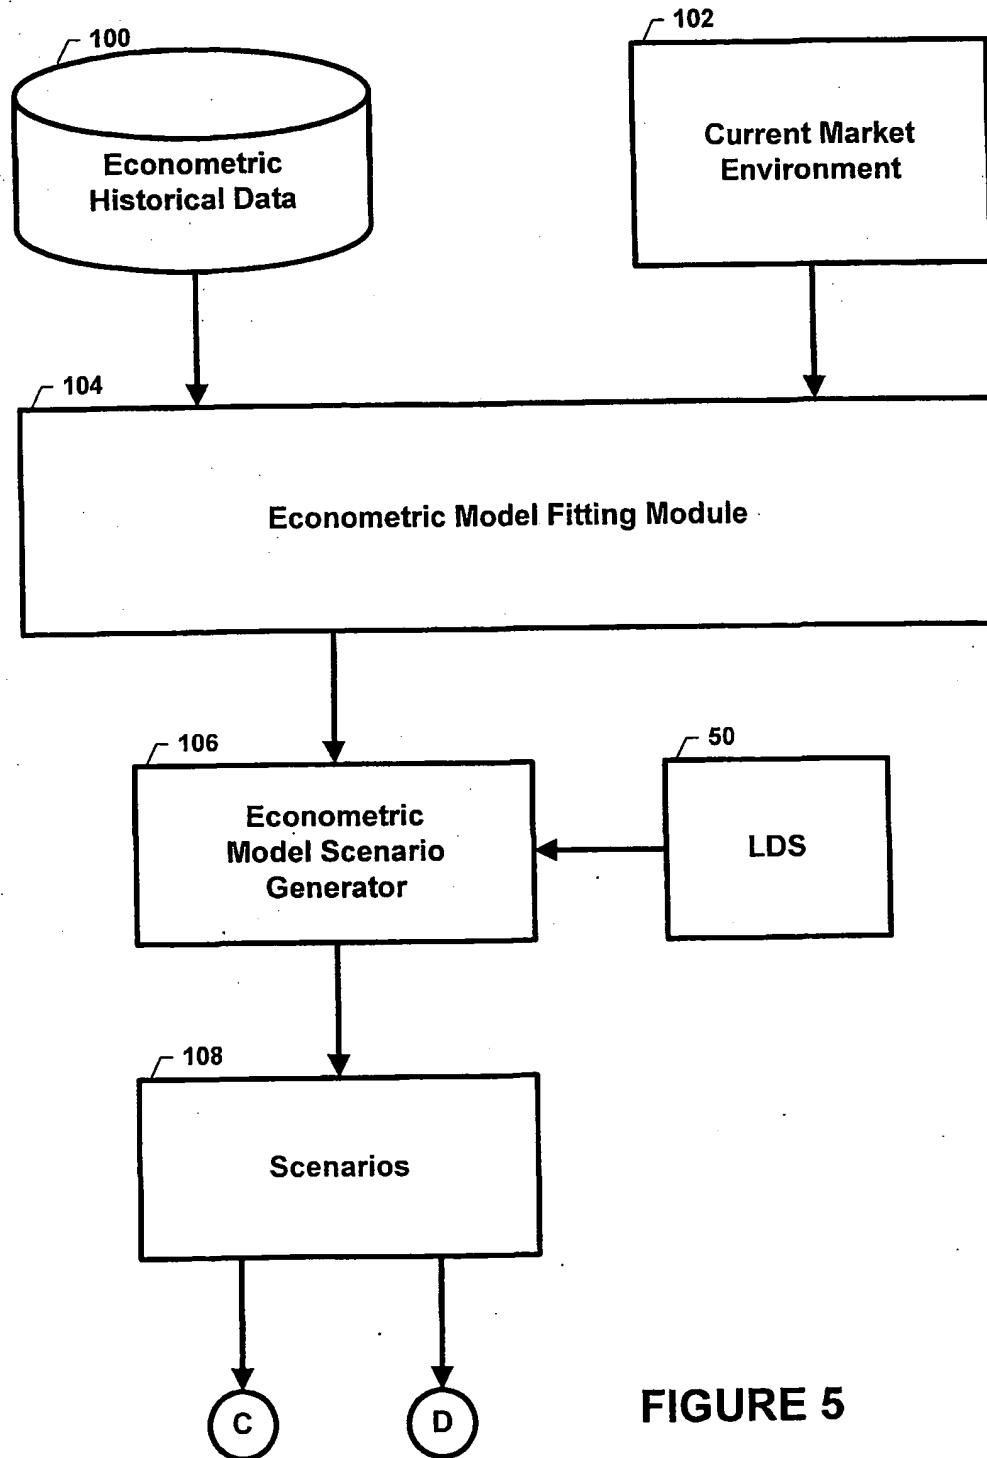 100
102
Econometric
Historical Data
Current Market
Environment
104
Econometric Model Fitting Module
106
50
Econometric
Model Scenario
Generator
LDS
108
Scenarios
C
D
FIGURE 5